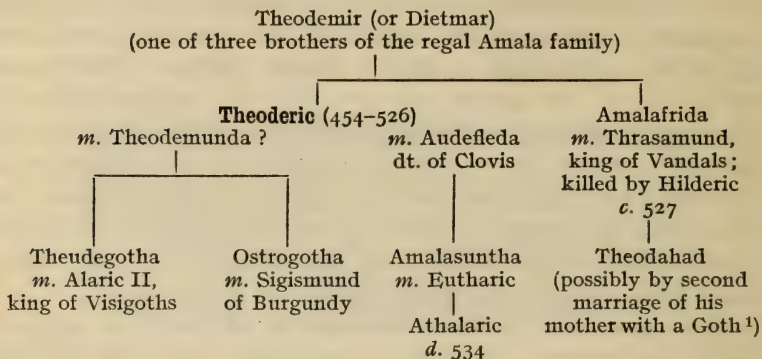 Theodemir (or Dietmar)
(one of three brothers of the regal Amala family)
Theoderic (454–526)
m. Theodemunda ?
m. Audefleda
dt. of Clovis
Amalafrida
m. Thrasamund,
king of Vandals;
killed by Hilderic
c. 527
Theudegotha
m. Alaric II,
king of Visigoths
Ostrogotha
m. Sigismund
of Burgundy
Amalasuntha
m. Eutharic
Athalaric
d. 534
Theodahad
(possibly by second
marriage of his
mother with a Goth 1)